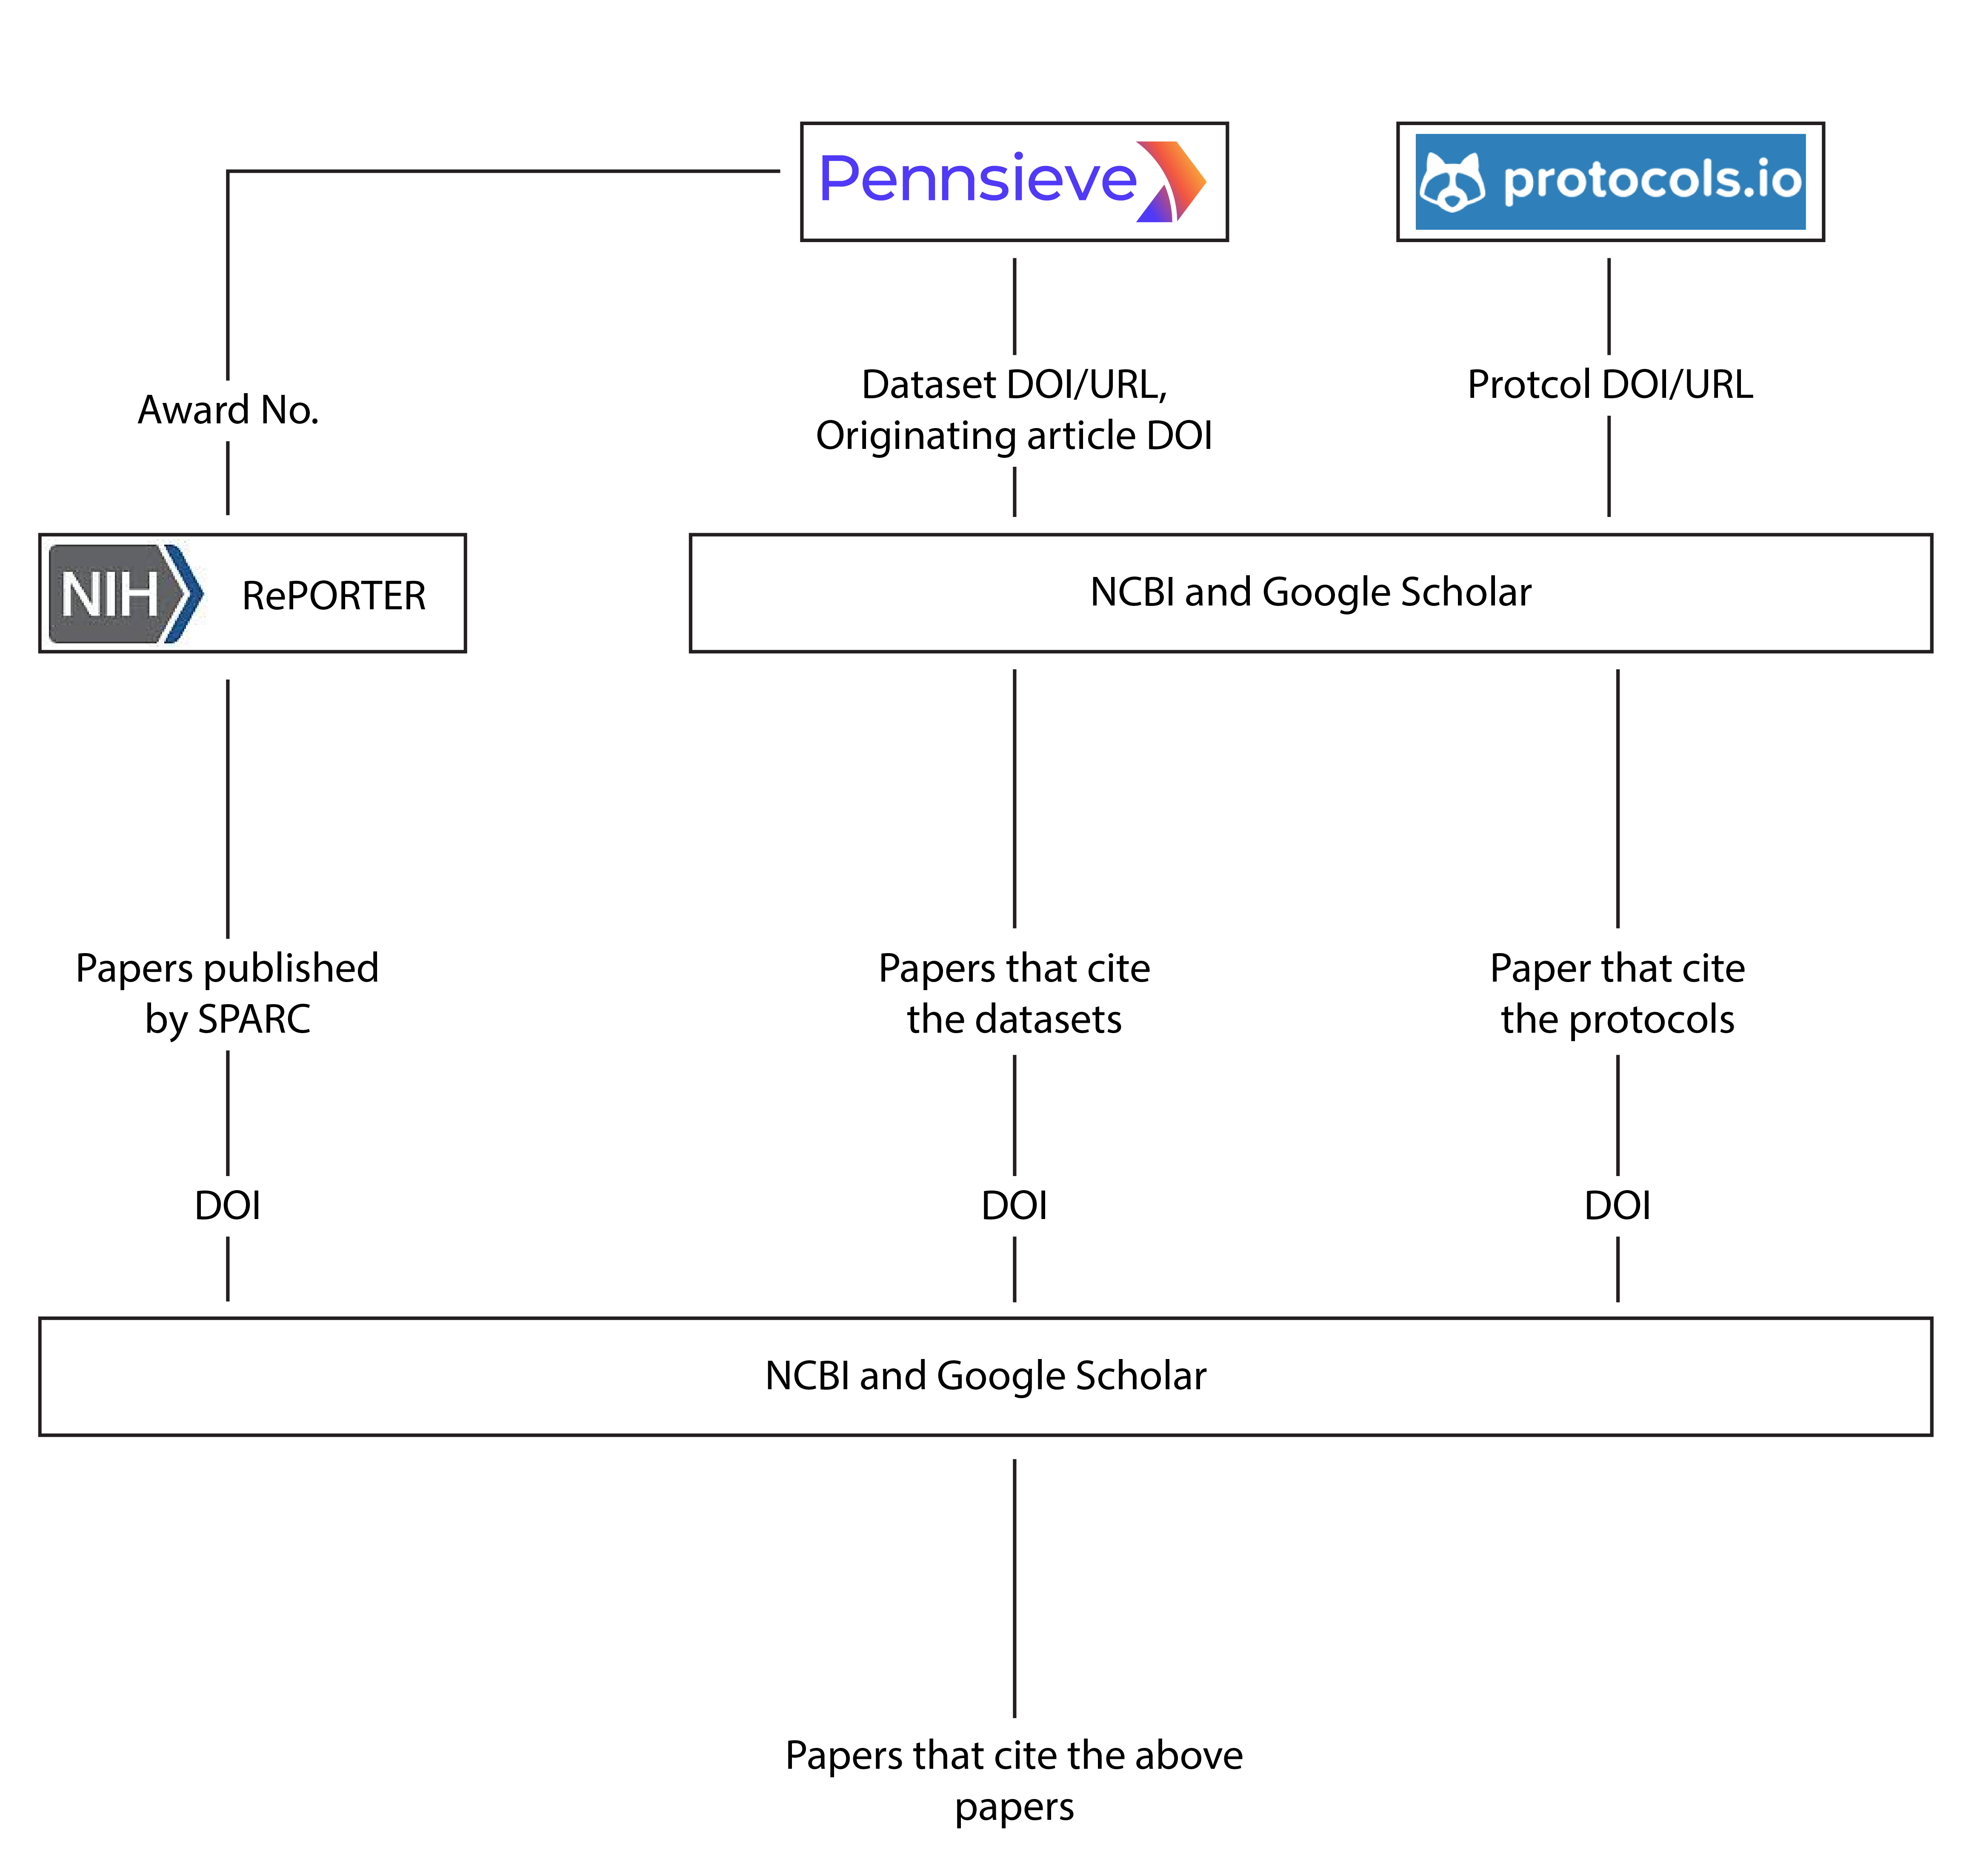 Pennsieve
protocols.io
Award No.
Dataset DOI/URL,
Originating article DOI
Protcol DOI/URL
NIH
RePORTER
NCBI and Google Scholar
Papers published
by SPARC
Papers that cite
the datasets
Paper that cite
the protocols
DOI
DOI
DOI
NCBI and Google Scholar
Papers that cite the above
papers